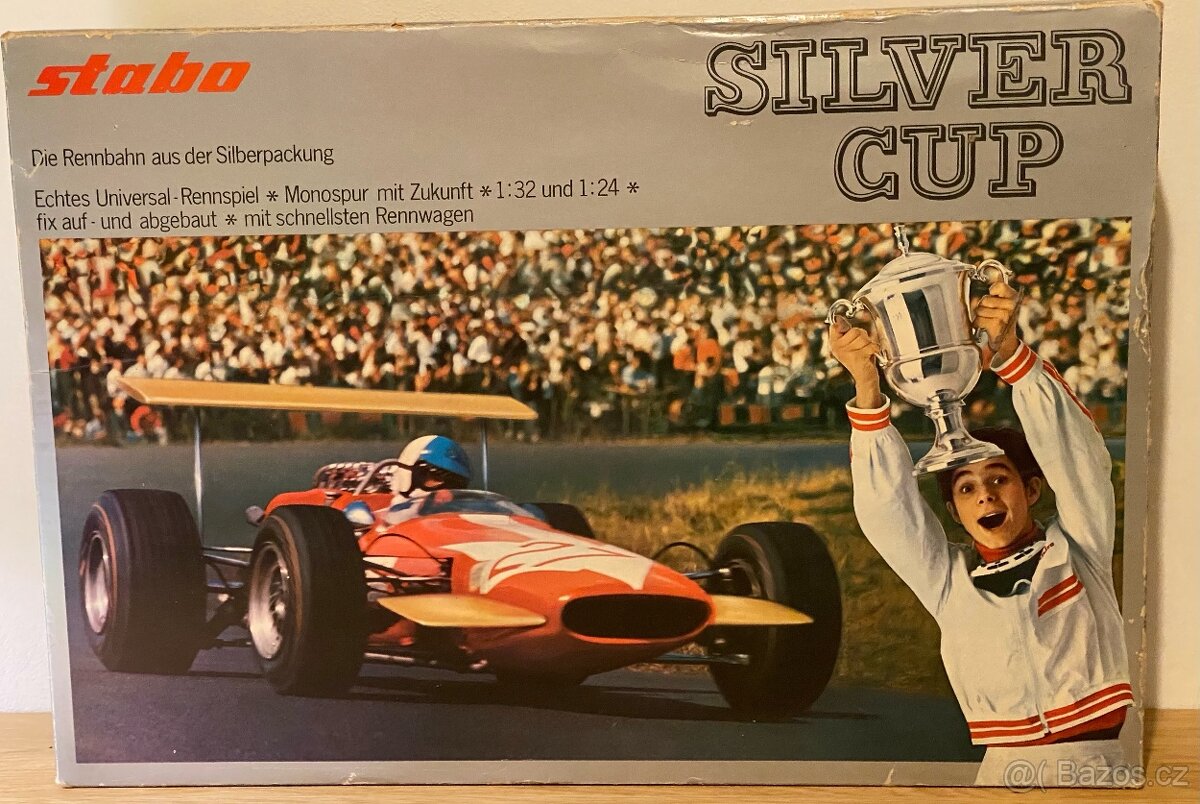 stabo
SILVER
CUP
Die Rennbahn aus der Silberpackung
Echtes Universal-Rennspiel * Monospur mit Zukunft * 1:32 und 1:24 *
fix auf- und abgebaut * mit schnellsten Rennwagen
@( Bazos.cz